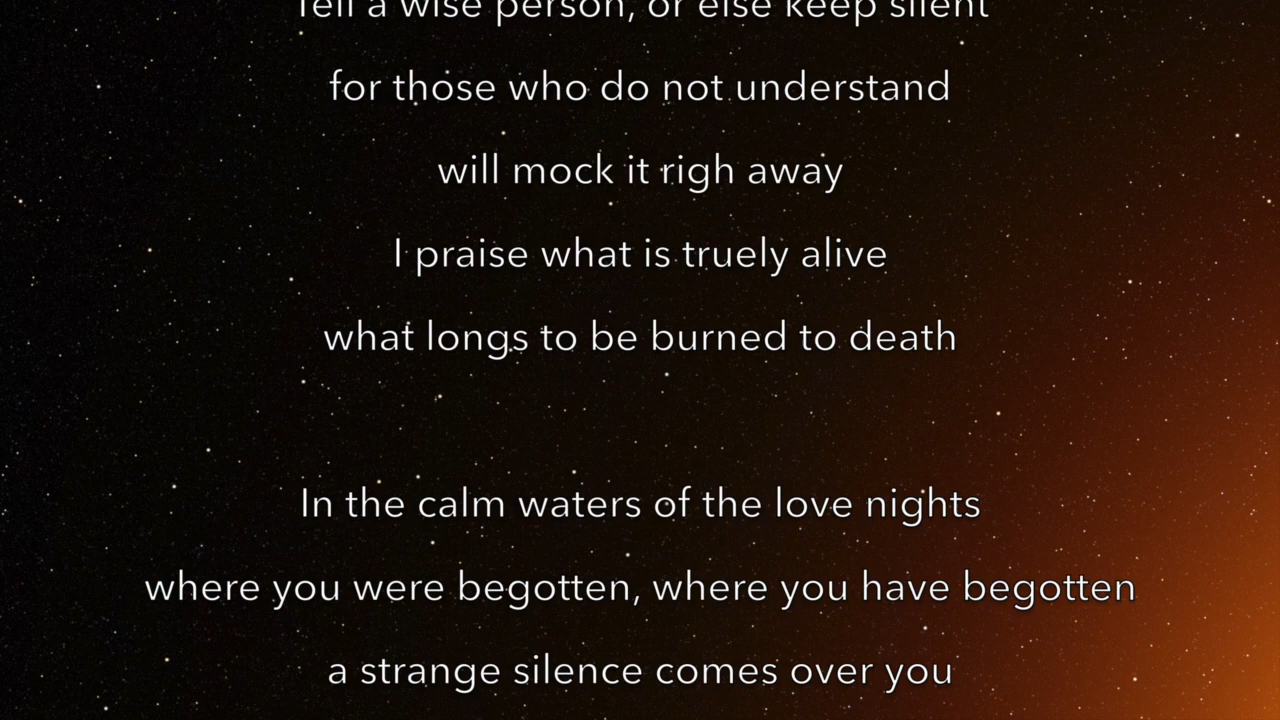 Tell a wise person, or else keep silent
for those who do not understand
will mock it righ away
I praise what is truely alive
what longs to be burned to death
In the calm waters of the love nights
where you were begotten, where you have begotten
a strange silence comes over you